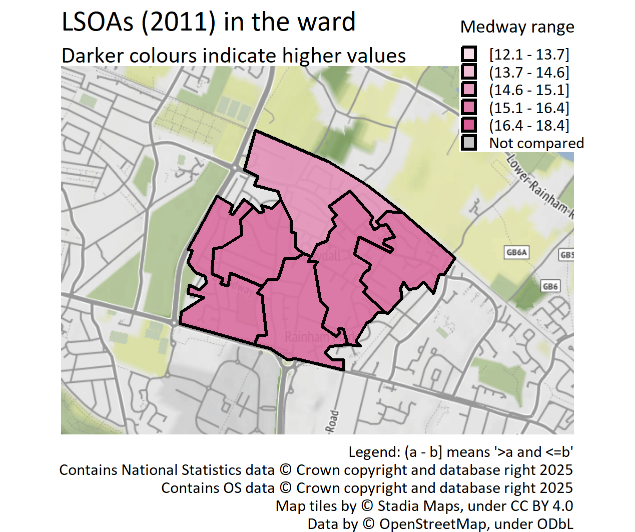 LSOAs (2011) in the ward
Darker colours indicate higher values
Medway range
[12.1 - 13.7]
(13.7 - 14.6]
(14.6 - 15.1]
(15.1 - 16.4]
(16.4 - 18.4]
Not compared
Lower-Rainham-R
GB6A
GB5
GB6
Rainham
-Road
Legend: (a - b] means '>a and <=b'
Contains National Statistics data © Crown copyright and database right 2025
Contains OS data © Crown copyright and database right 2025
Map tiles by © Stadia Maps, under CC BY 4.0
Data by © OpenStreetMap, under ODbL